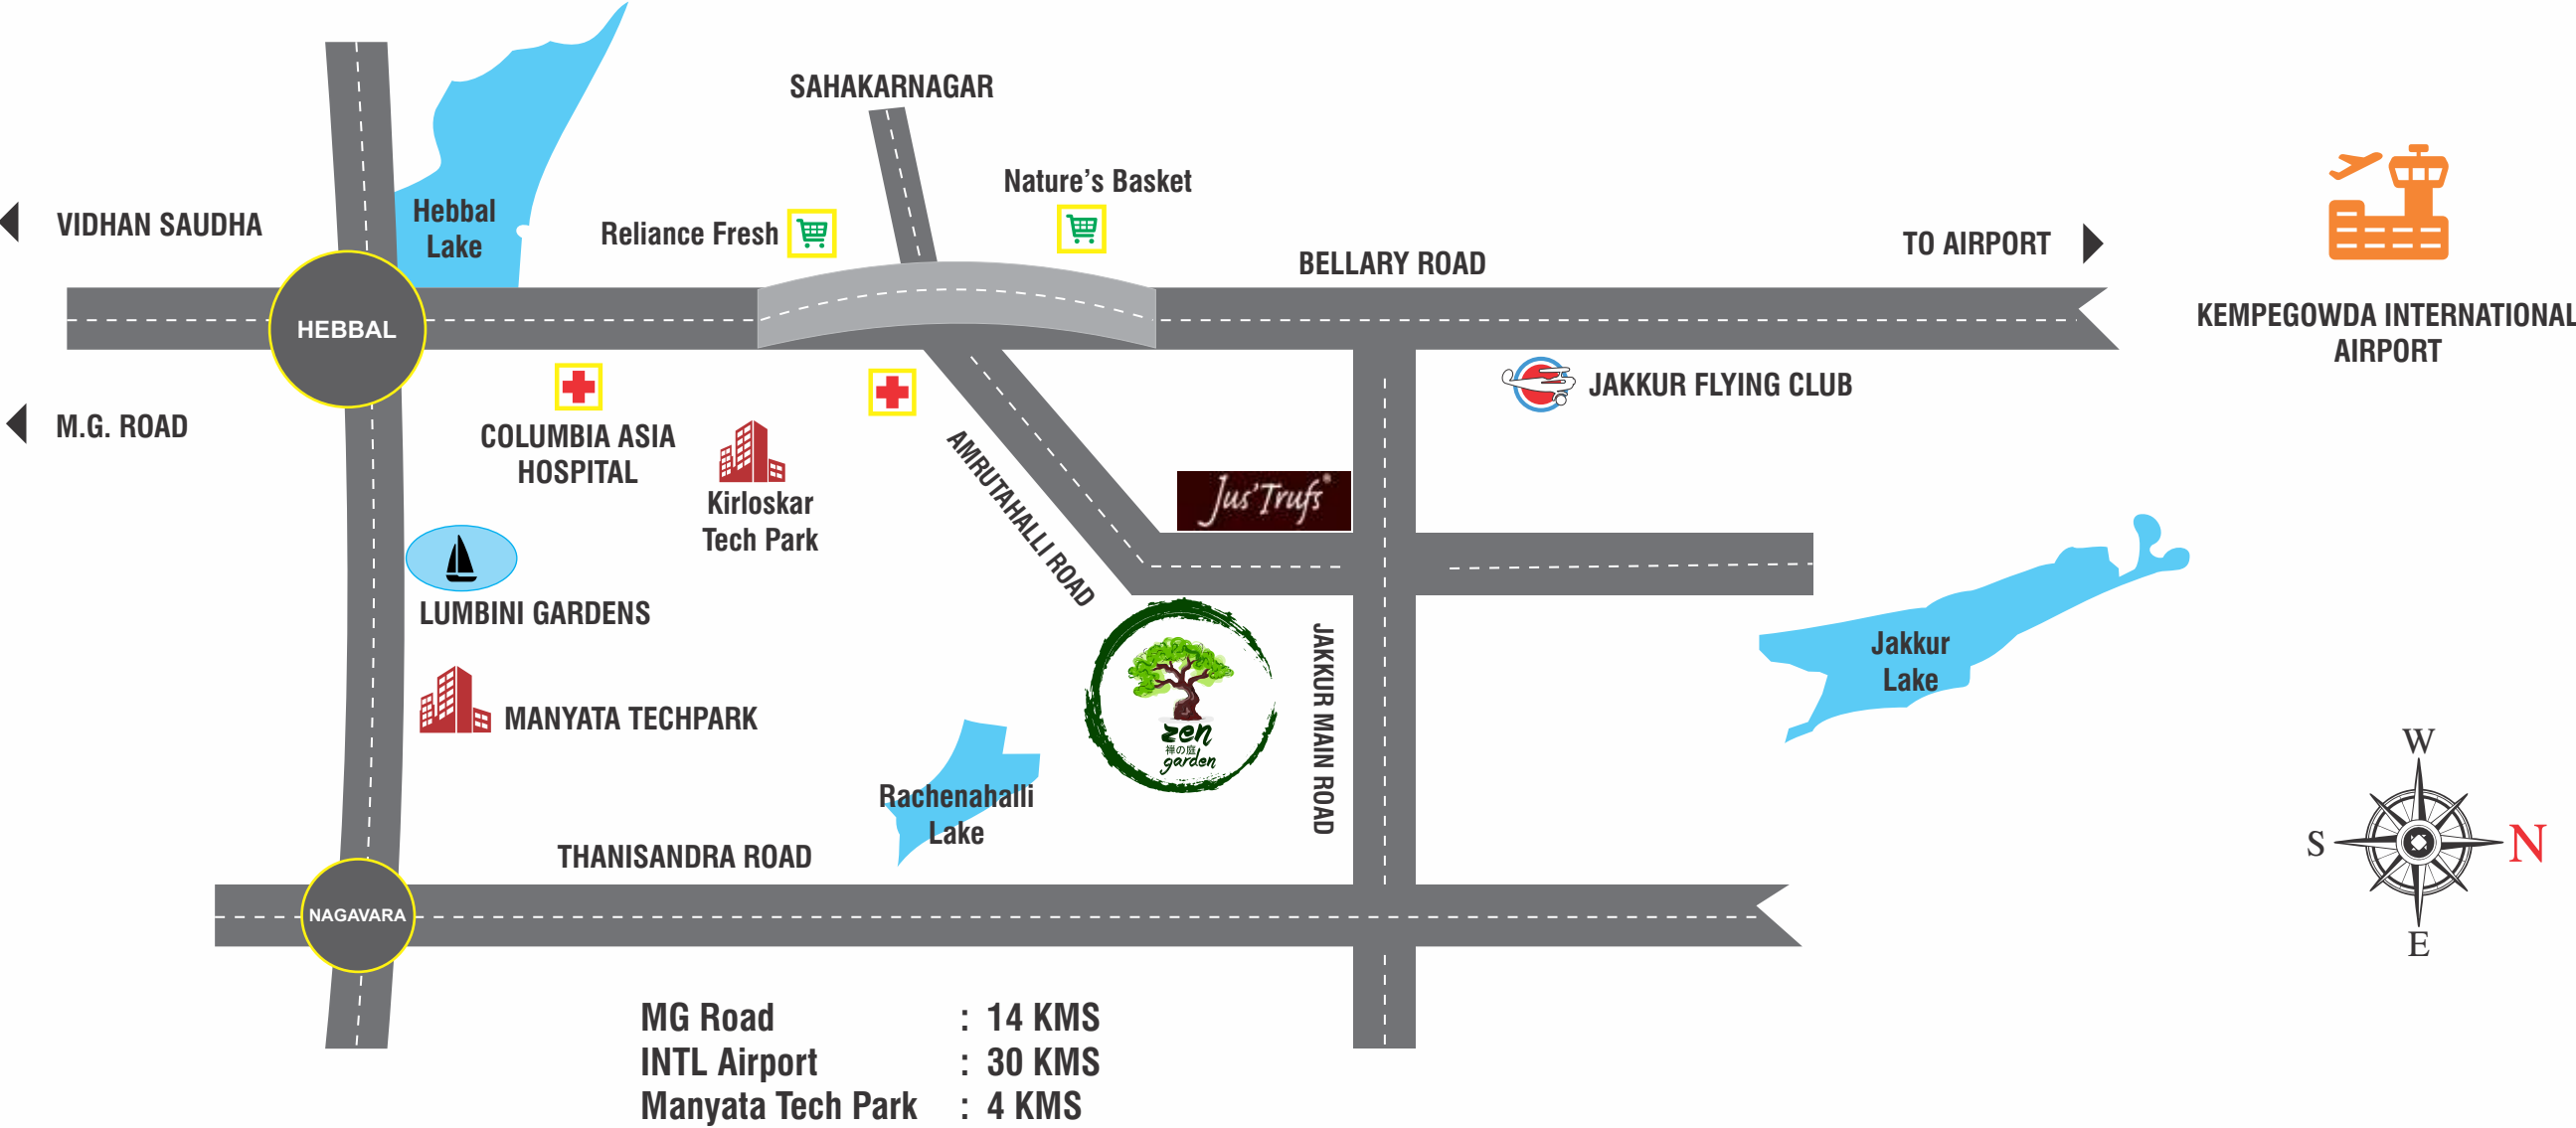 SAHAKARNAGAR
Nature's Basket
VIDHAN SAUDHA
Hebbal
Lake
Reliance Fresh
BELLARY ROAD
TO AIRPORT
HEBBAL
KEMPEGOWDA INTERNATIONAL
AIRPORT
M.G. ROAD
COLUMBIA ASIA
HOSPITAL
JAKKUR FLYING CLUB
Kirloskar
Tech Park
AMRUTAHALLI ROAD
Jus'Trufs®
LUMBINI GARDENS
MANYATA TECHPARK
zen
禅の庭
garden
JAKKUR MAIN ROAD
Jakkur
Lake
Rachenahalli
Lake
THANISANDRA ROAD
NAGAVARA
W
S
N
E
MG Road : 14 KMS
INTL Airport : 30 KMS
Manyata Tech Park : 4 KMS